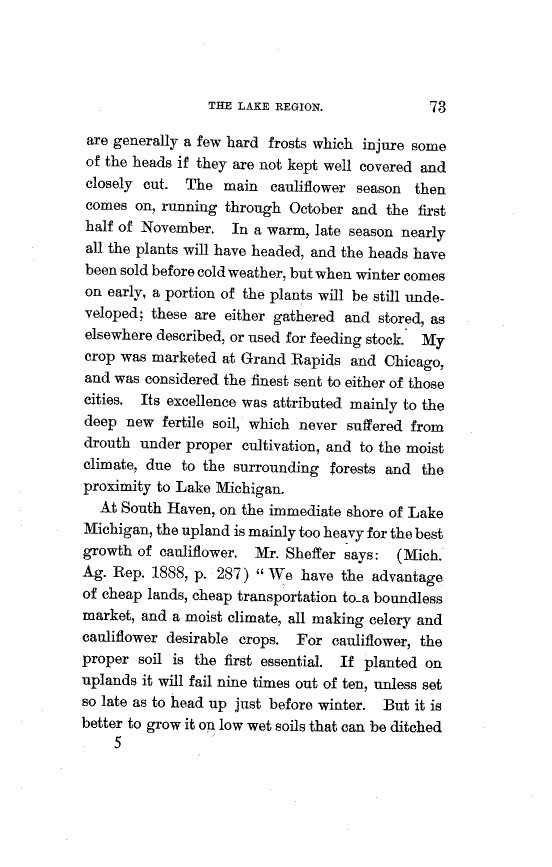 THE LAKE REGION. 73
are generally a few hard frosts which injure some
of the heads if they are not kept well covered and
closely cut. The main cauliflower season then
comes on, running through October and the first
half of November. In a warm, late season nearly
all the plants will have headed, and the heads have
been sold before cold weather, but when winter comes
on early, a portion of the plants will be still unde-
veloped; these are either gathered and stored, as
elsewhere described, or used for feeding stock. My
crop was marketed at Grand Rapids and Chicago,
and was considered the finest sent to either of those
cities. Its excellence was attributed mainly to the
deep new fertile soil, which never suffered from
drouth under proper cultivation, and to the moist
climate, due to the surrounding forests and the
proximity to Lake Michigan.
At South Haven, on the immediate shore of Lake
Michigan, the upland is mainly too heavy for the best
growth of cauliflower. Mr. Sheffer says: (Mich.
Ag. Rep. 1888, p. 287) "We have the advantage
of cheap lands, cheap transportation to a boundless
market, and a moist climate, all making celery and
cauliflower desirable crops. For cauliflower, the
proper soil is the first essential. If planted on
uplands it will fail nine times out of ten, unless set
so late as to head up just before winter. But it is
better to grow it on low wet soils that can be ditched
5